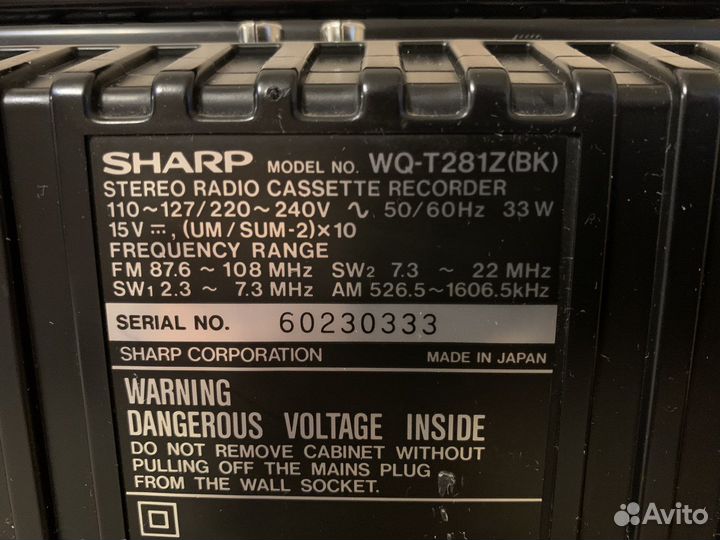 SHARP MODEL NO. WQ-T281Z(BK)
STEREO RADIO CASSETTE RECORDER
110~127/220~240V ∿ 50/60Hz 33W
15V ⎓, (UM/SUM-2)×10
FREQUENCY RANGE
FM 87.6 ~ 108 MHz SW2 7.3 ~ 22 MHz
SW1 2.3 ~ 7.3 MHz AM 526.5~1606.5kHz
SERIAL NO. 60230333
SHARP CORPORATION MADE IN JAPAN
WARNING
DANGEROUS VOLTAGE INSIDE
DO NOT REMOVE CABINET WITHOUT
PULLING OFF THE MAINS PLUG
FROM THE WALL SOCKET.
Avito